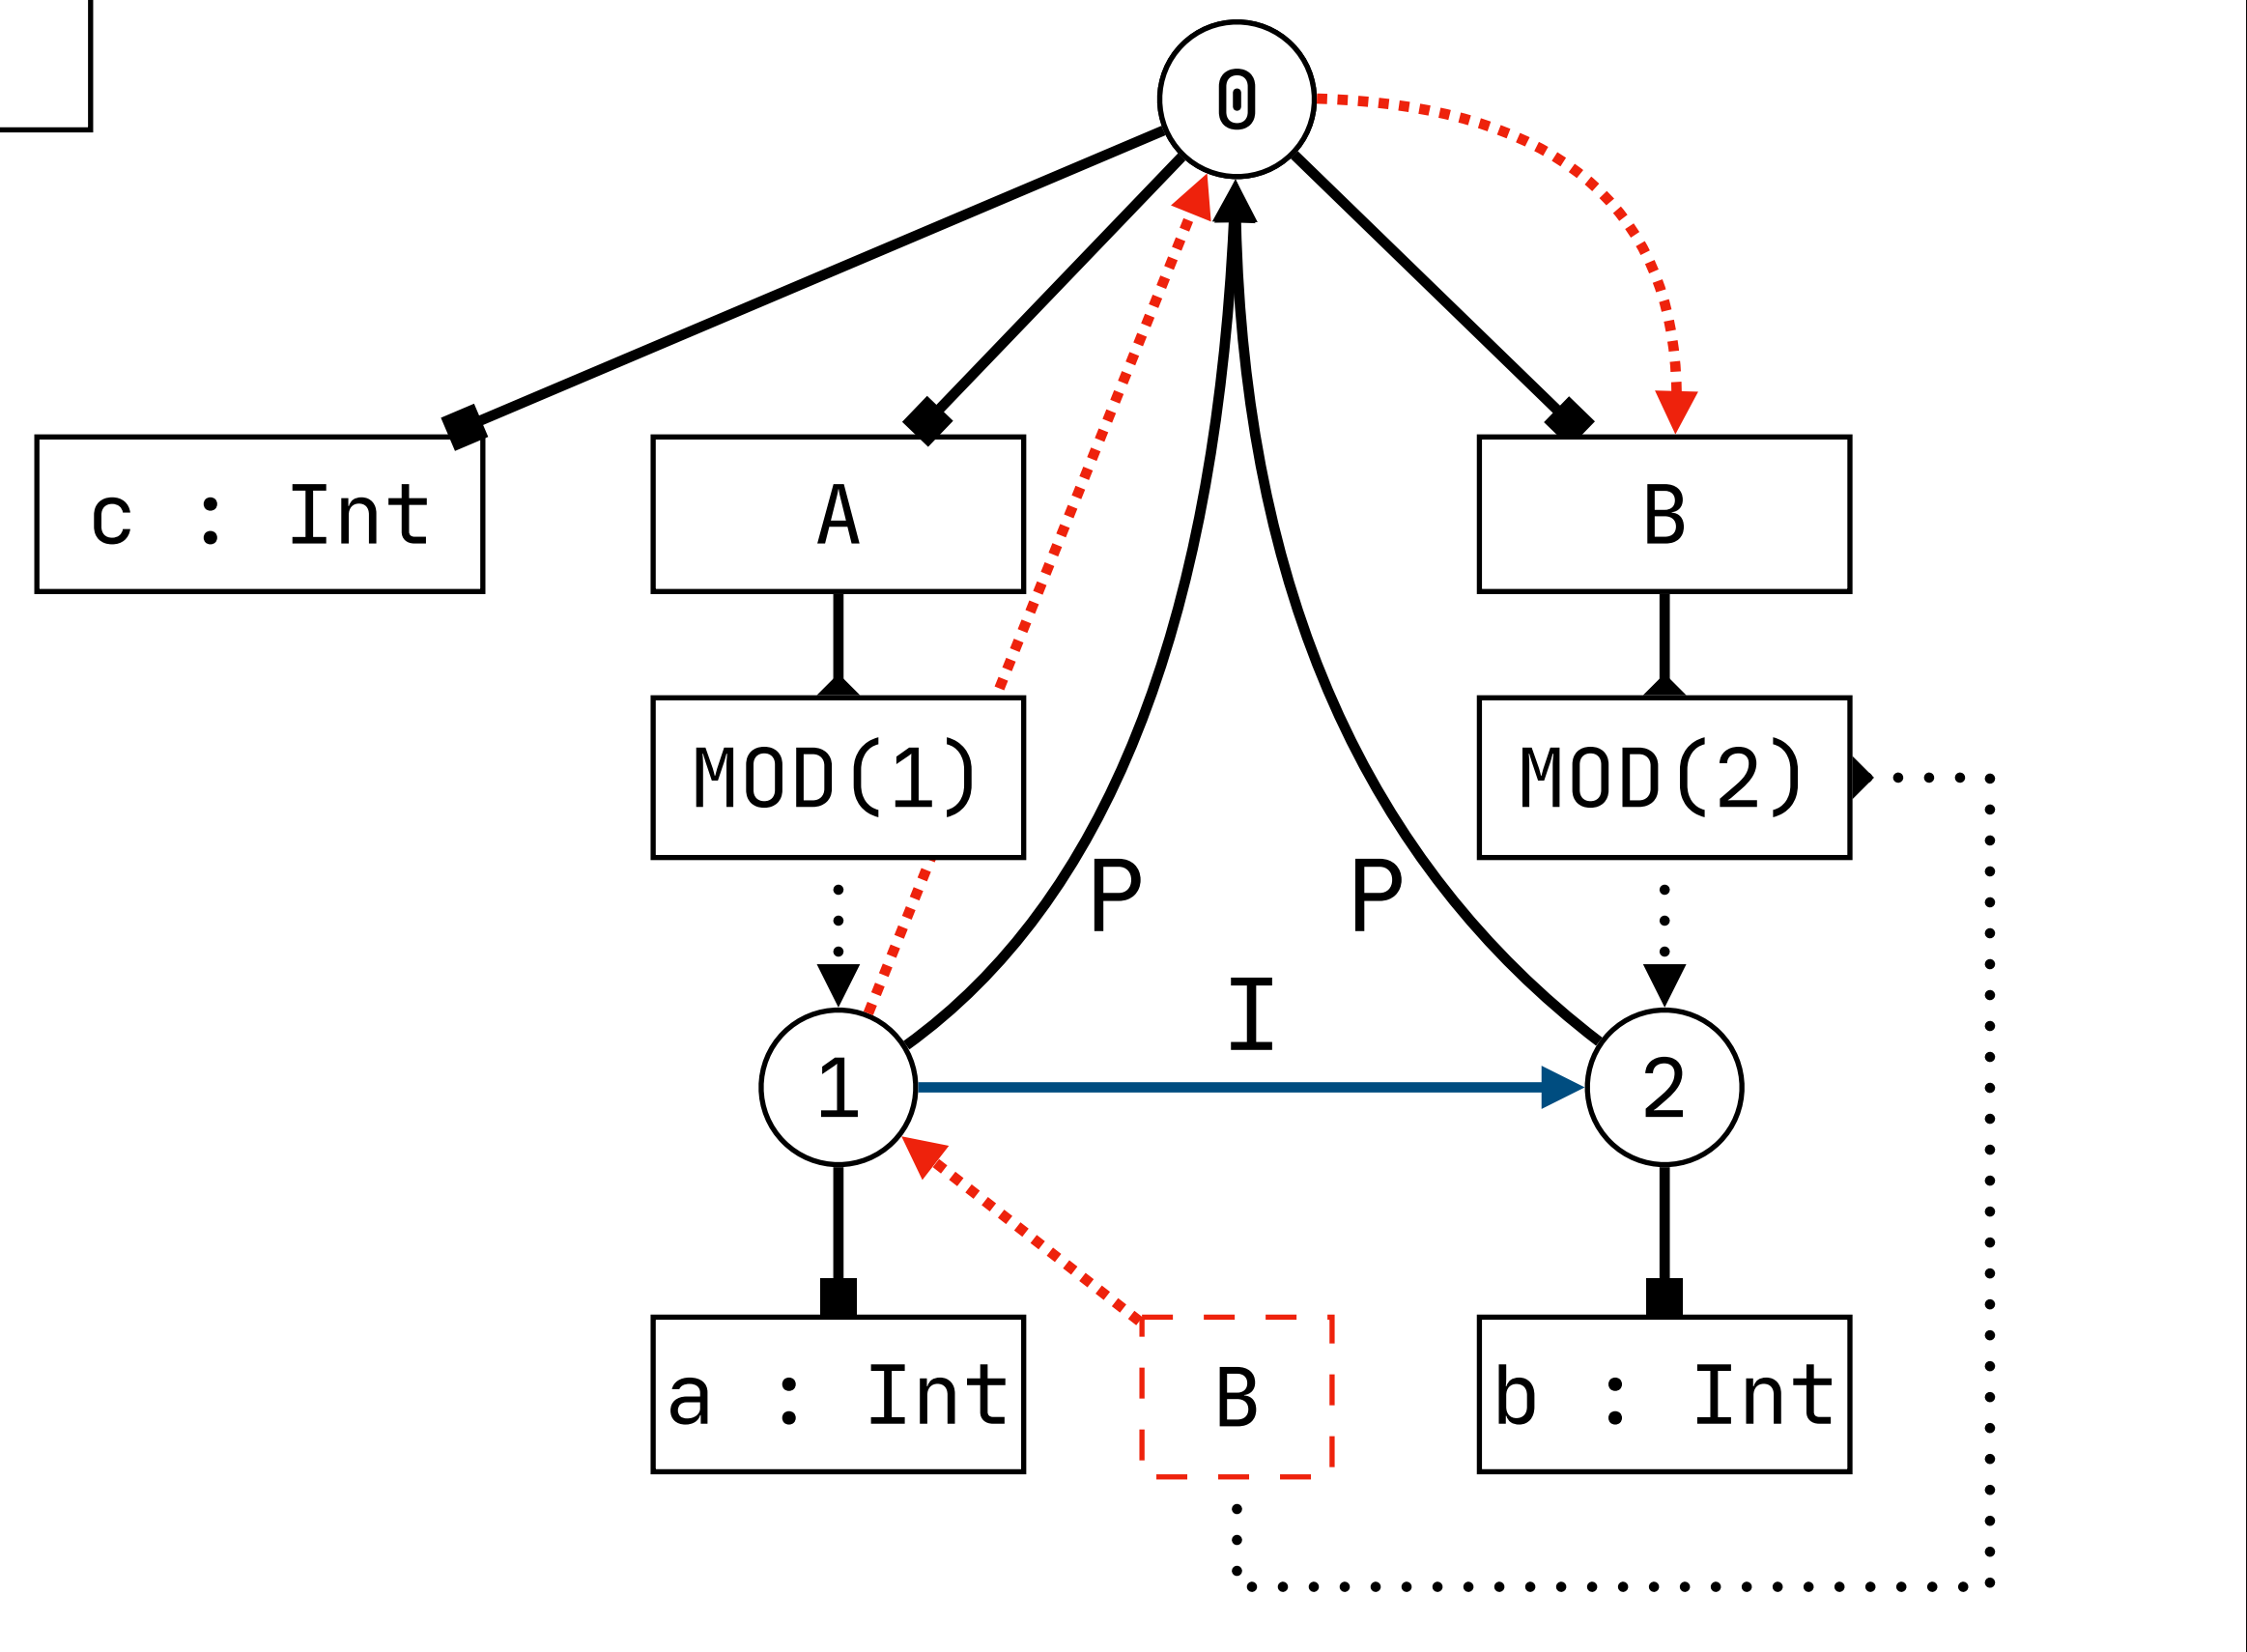 0
c : Int
A
B
MOD(1)
MOD(2)
P
P
I
1
2
a : Int
B
b : Int